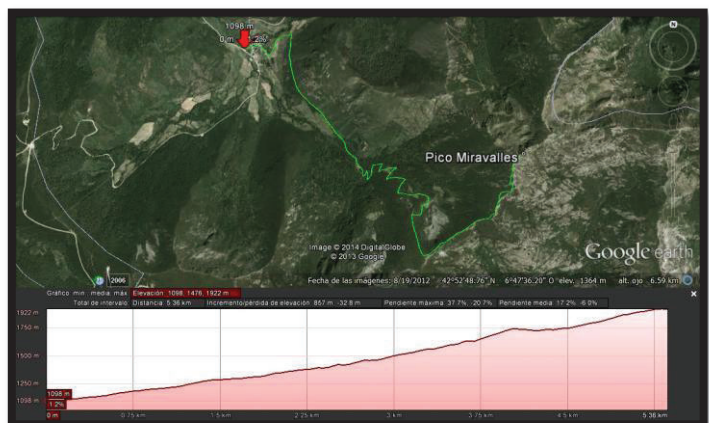 1098 m
0 m 1.2%
N
Pico Miravalles
Image © 2014 DigitalGlobe
© 2013 Google
Google earth
2006
Fecha de las imágenes: 8/19/2012 42°52'48.76" N 6°47'36.20" O elev. 1364 m alt. ojo 6.59 km
Gráfico: mín., media, máx. Elevación: 1098, 1476, 1922 m
Total de intervalo: Distancia: 5.36 km Incremento/pérdida de elevación: 857 m, -32.8 m Pendiente máxima: 37.7%, -20.7% Pendiente media: 17.2%, -6.0%
1922 m
1750 m
1500 m
1250 m
1098 m
1098 m
1.2%
0 m 0.75 km 1.5 km 2.25 km 3 km 3.75 km 4.5 km 5.36 km